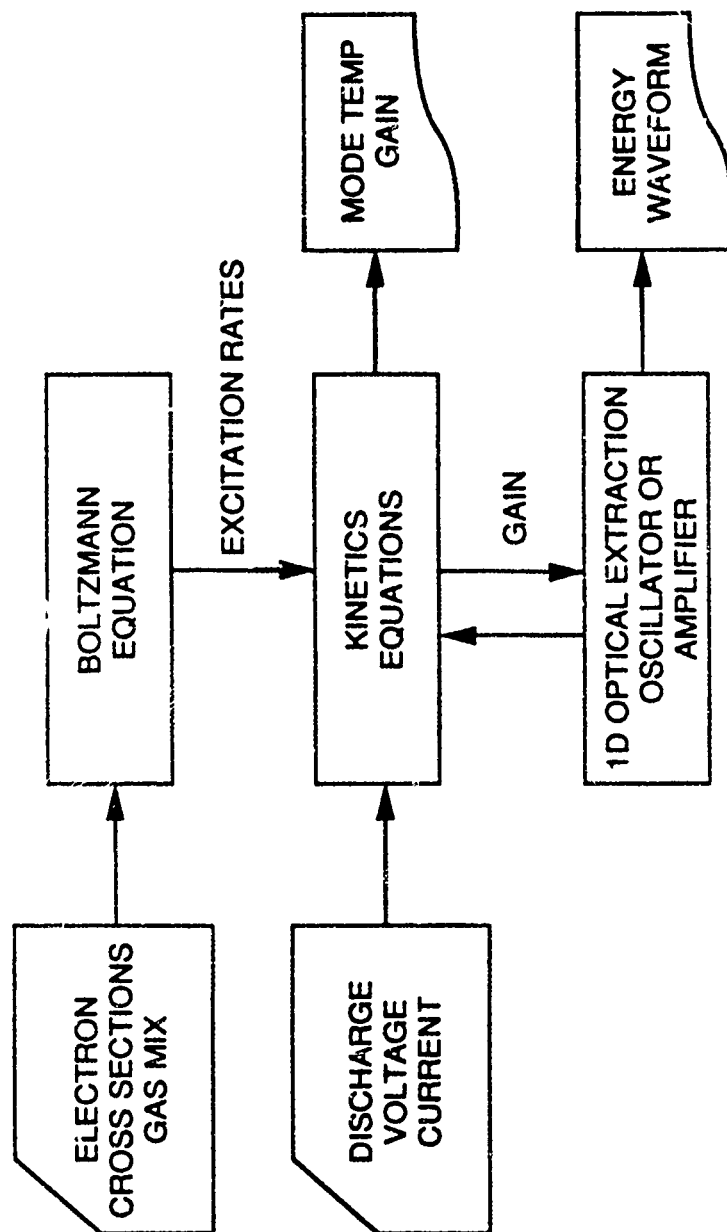 ELECTRON
CROSS SECTIONS
GAS MIX
BOLTZMANN
EQUATION
EXCITATION RATES
DISCHARGE
VOLTAGE
CURRENT
KINETICS
EQUATIONS
MODE TEMP
GAIN
GAIN
1D OPTICAL EXTRACTION
OSCILLATOR OR
AMPLIFIER
ENERGY
WAVEFORM